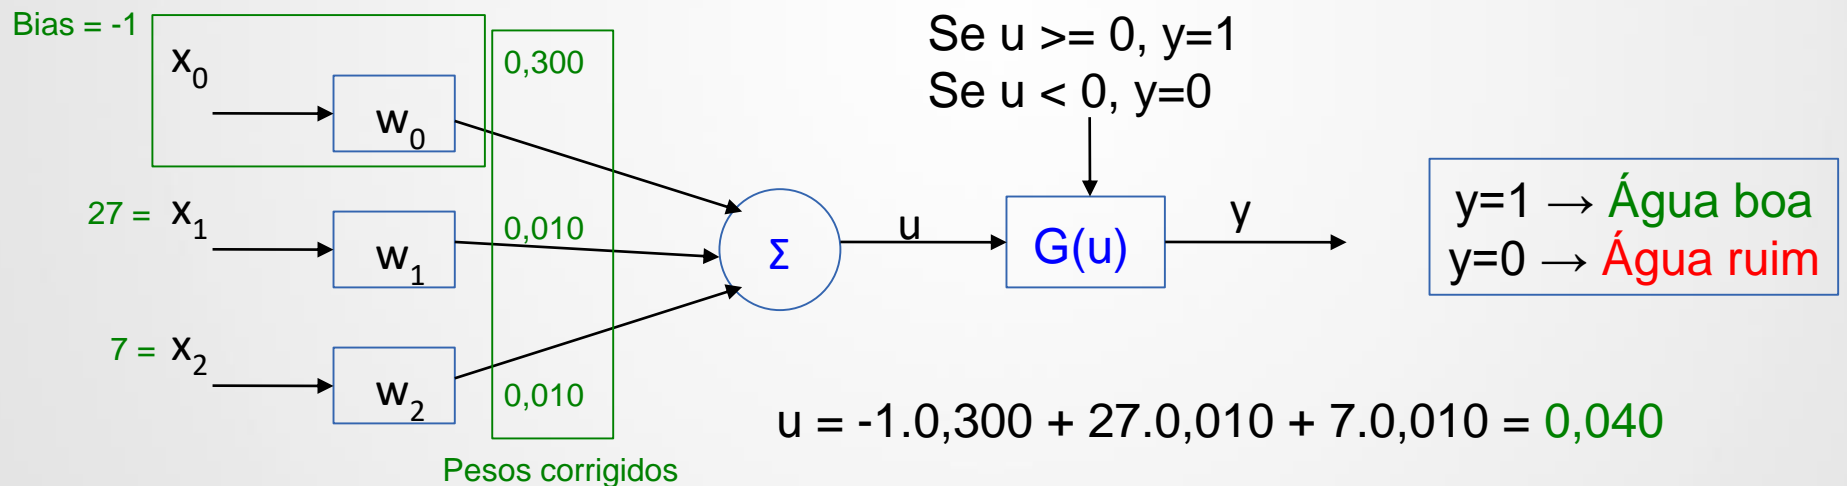 Bias = -1
x0
w0
0,300
Se u >= 0, y=1
Se u < 0, y=0
27 = x1
w1
0,010
Σ
u
G(u)
y
y=1 → Água boa
y=0 → Água ruim
7 = x2
w2
0,010
u = -1.0,300 + 27.0,010 + 7.0,010 = 0,040
Pesos corrigidos